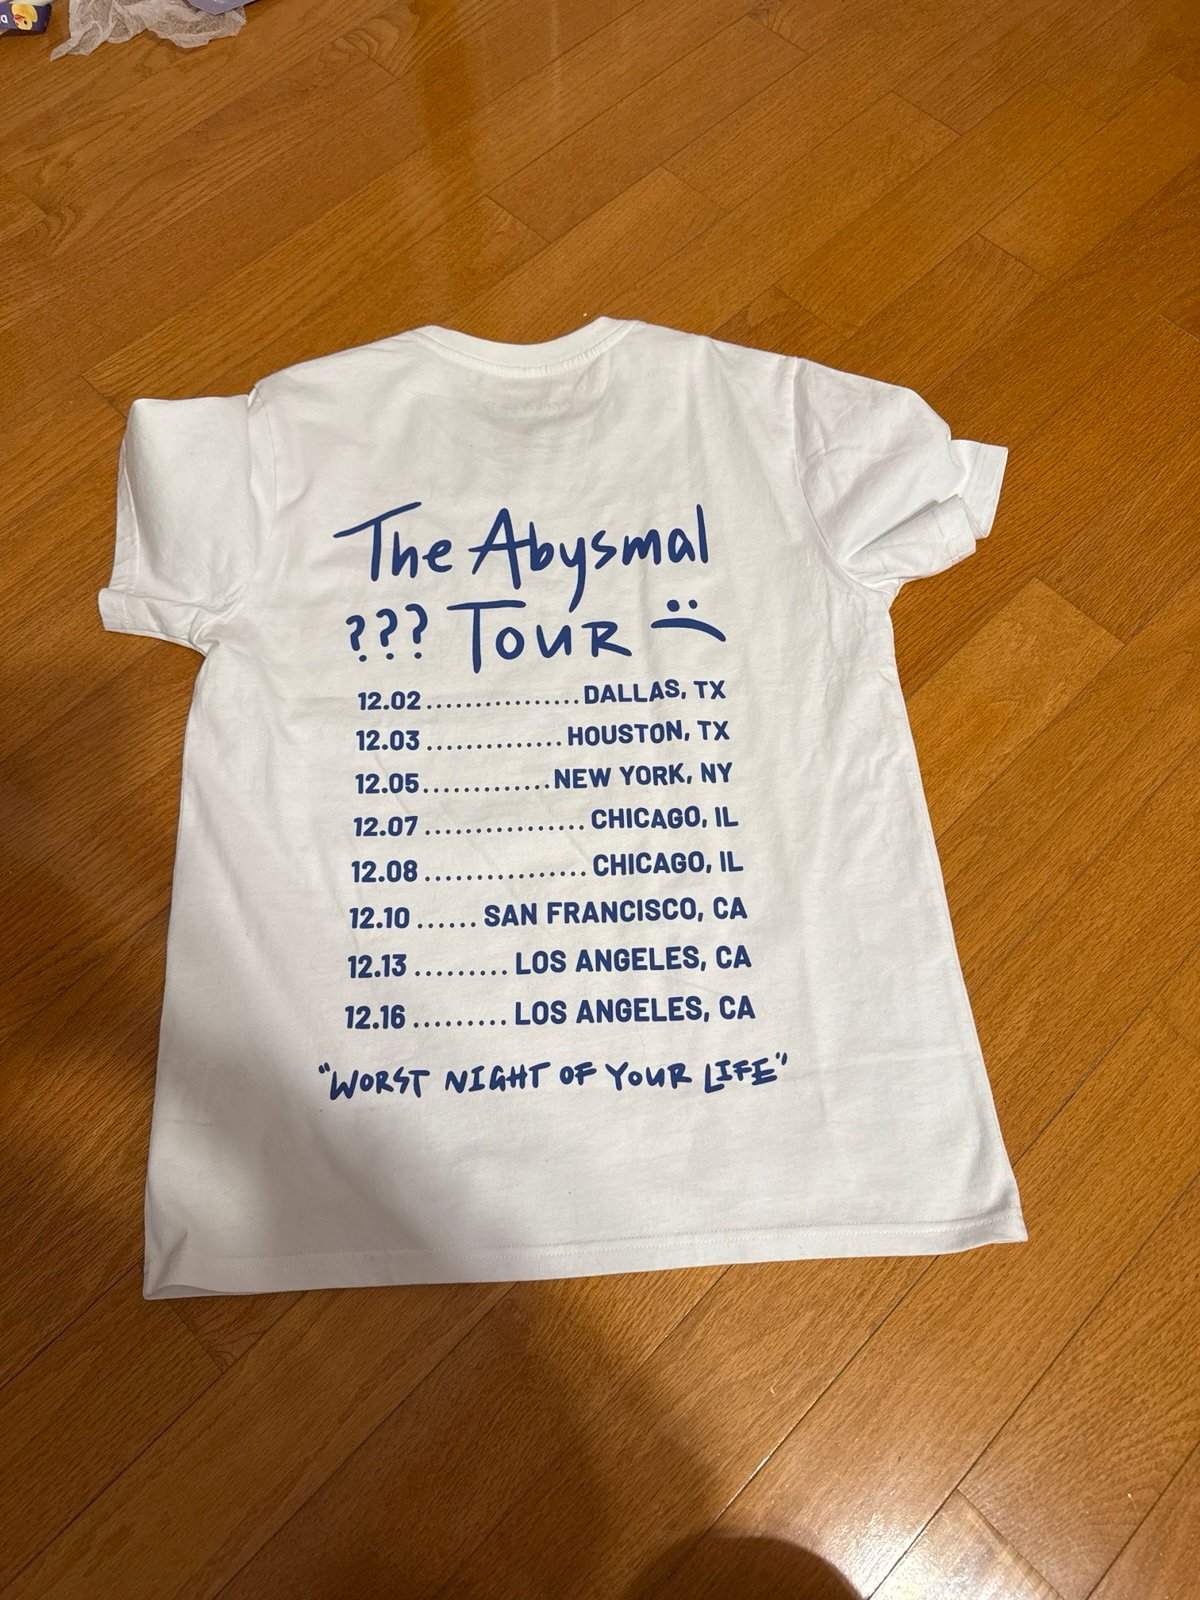 The Abysmal
??? TOUR :(
12.02................DALLAS, TX
12.03..............HOUSTON, TX
12.05.............NEW YORK, NY
12.07................CHICAGO, IL
12.08................CHICAGO, IL
12.10......SAN FRANCISCO, CA
12.13.........LOS ANGELES, CA
12.16.........LOS ANGELES, CA
"WORST NIGHT OF YOUR LIFE"